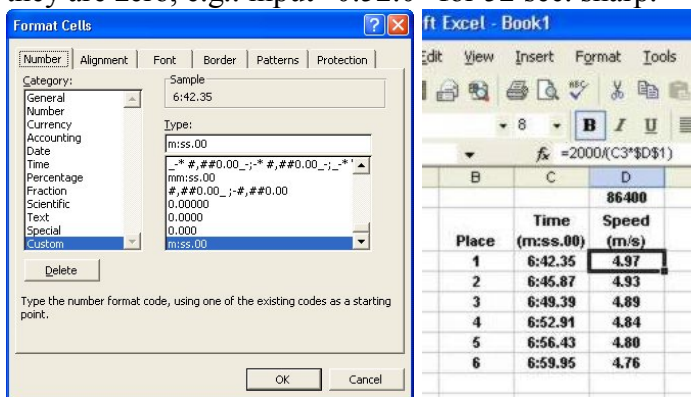 they are zero, e.g.: input "0:52.0" for 52 sec. sharp.
Format Cells
Number Alignment Font Border Patterns Protection
Category:
General
Number
Currency
Accounting
Date
Time
Percentage
Fraction
Scientific
Text
Special
Custom
Sample
6:42.35
Type:
m:ss.00
_-* #,##0.00_-;-* #,##0.00_-;_-*
mm:ss.00
#,##0.00_ ;-#,##0.00
0.00000
0.0000
0.000
m:ss.00
Delete
Type the number format code, using one of the existing codes as a starting
point.
OK Cancel
ft Excel - Book1
Edit View Insert Format Tools
8 B I U
fx =2000/(C3*$D$1)
B C D
86400
Time Speed
Place (m:ss.00) (m/s)
1 6:42.35 4.97
2 6:45.87 4.93
3 6:49.39 4.89
4 6:52.91 4.84
5 6:56.43 4.80
6 6:59.95 4.76